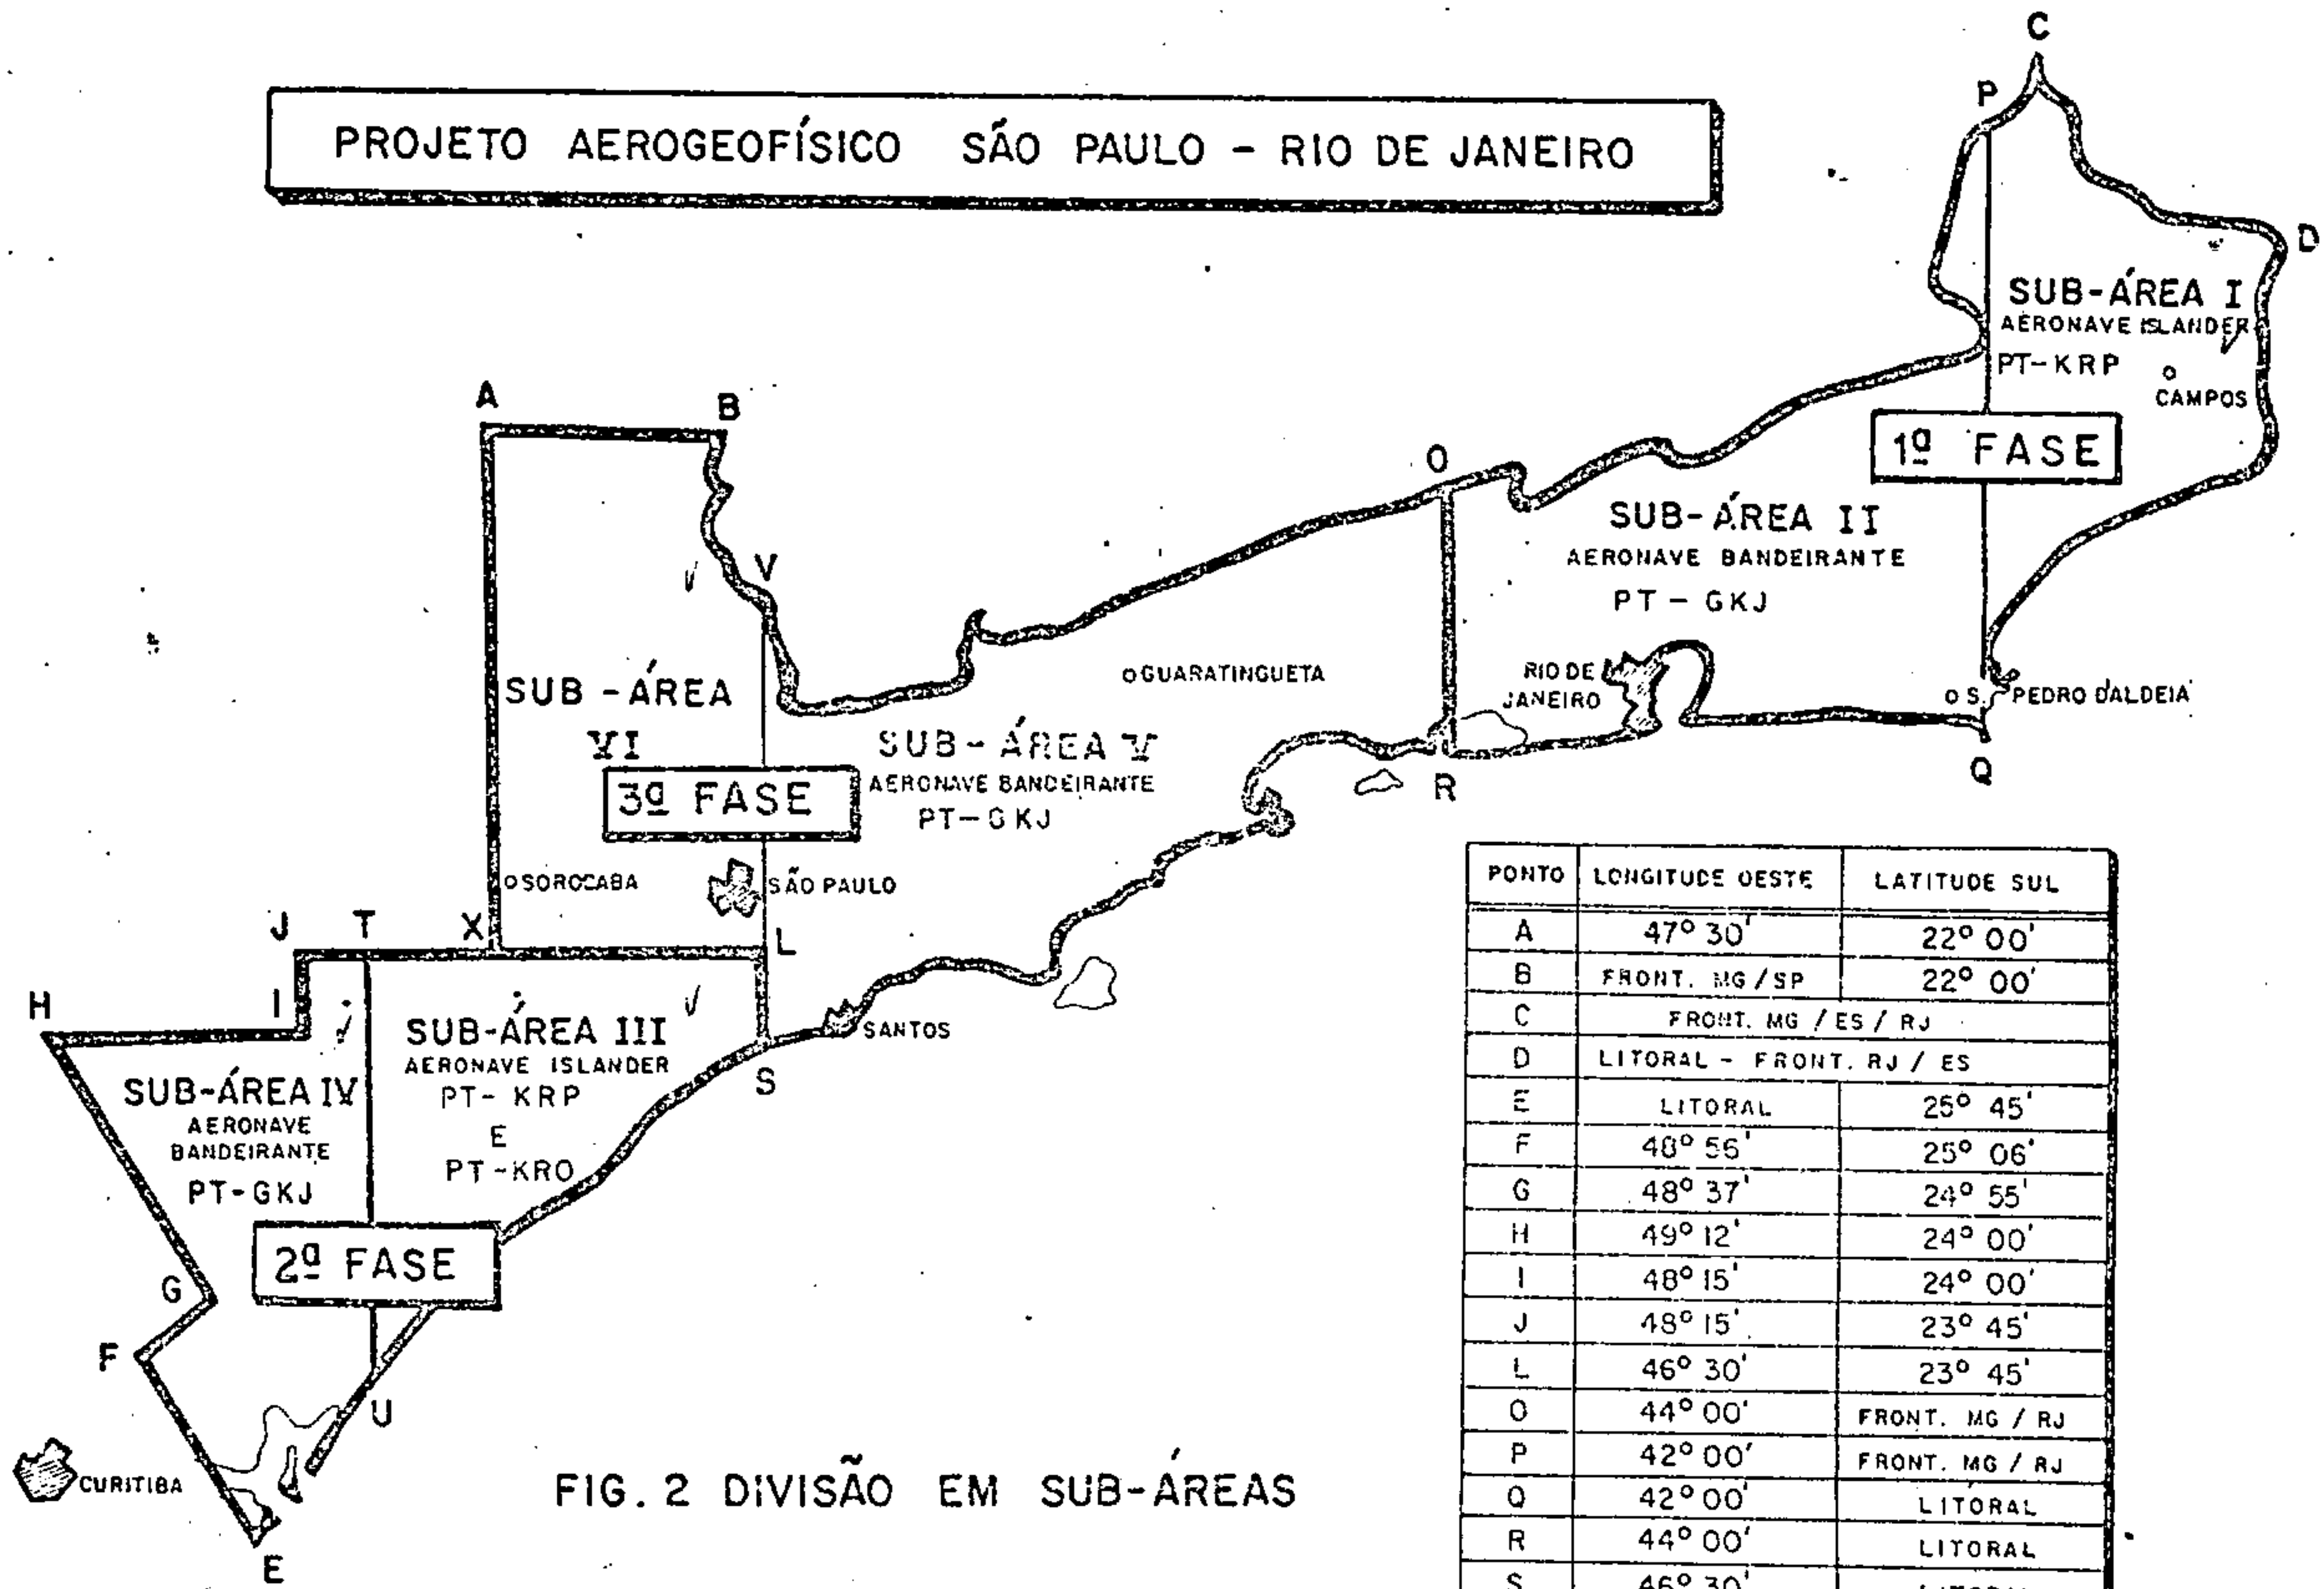 PROJETO AEROGEOFÍSICO SÃO PAULO - RIO DE JANEIRO
C
P
D
SUB-ÁREA I
AERONAVE ISLANDER
PT-KRP
CAMPOS
1ª FASE
A
B
O
SUB-ÁREA II
AERONAVE BANDEIRANTE
PT-GKJ
V
GUARATINGUETA
RIO DE
JANEIRO
S. PEDRO D'ALDEIA
Q
R
SUB-ÁREA
VI
SUB-ÁREA V
AERONAVE BANDEIRANTE
PT-GKJ
3ª FASE
SOROCABA
SÃO PAULO
J
T
X
L
H
I
SUB-ÁREA III
AERONAVE ISLANDER
PT-KRP
E
PT-KRO
SANTOS
S
SUB-ÁREA IV
AERONAVE
BANDEIRANTE
PT-GKJ
2ª FASE
G
F
U
CURITIBA
E
FIG. 2 DIVISÃO EM SUB-ÁREAS
PONTO LONGITUDE OESTE LATITUDE SUL
A 47° 30' 22° 00'
B FRONT. MG / SP 22° 00'
C FRONT. MG / ES / RJ
D LITORAL - FRONT. RJ / ES
E LITORAL 25° 45'
F 48° 56' 25° 06'
G 48° 37' 24° 55'
H 49° 12' 24° 00'
I 48° 15' 24° 00'
J 48° 15' 23° 45'
L 46° 30' 23° 45'
O 44° 00' FRONT. MG / RJ
P 42° 00' FRONT. MG / RJ
Q 42° 00' LITORAL
R 44° 00' LITORAL
S 46° 30'